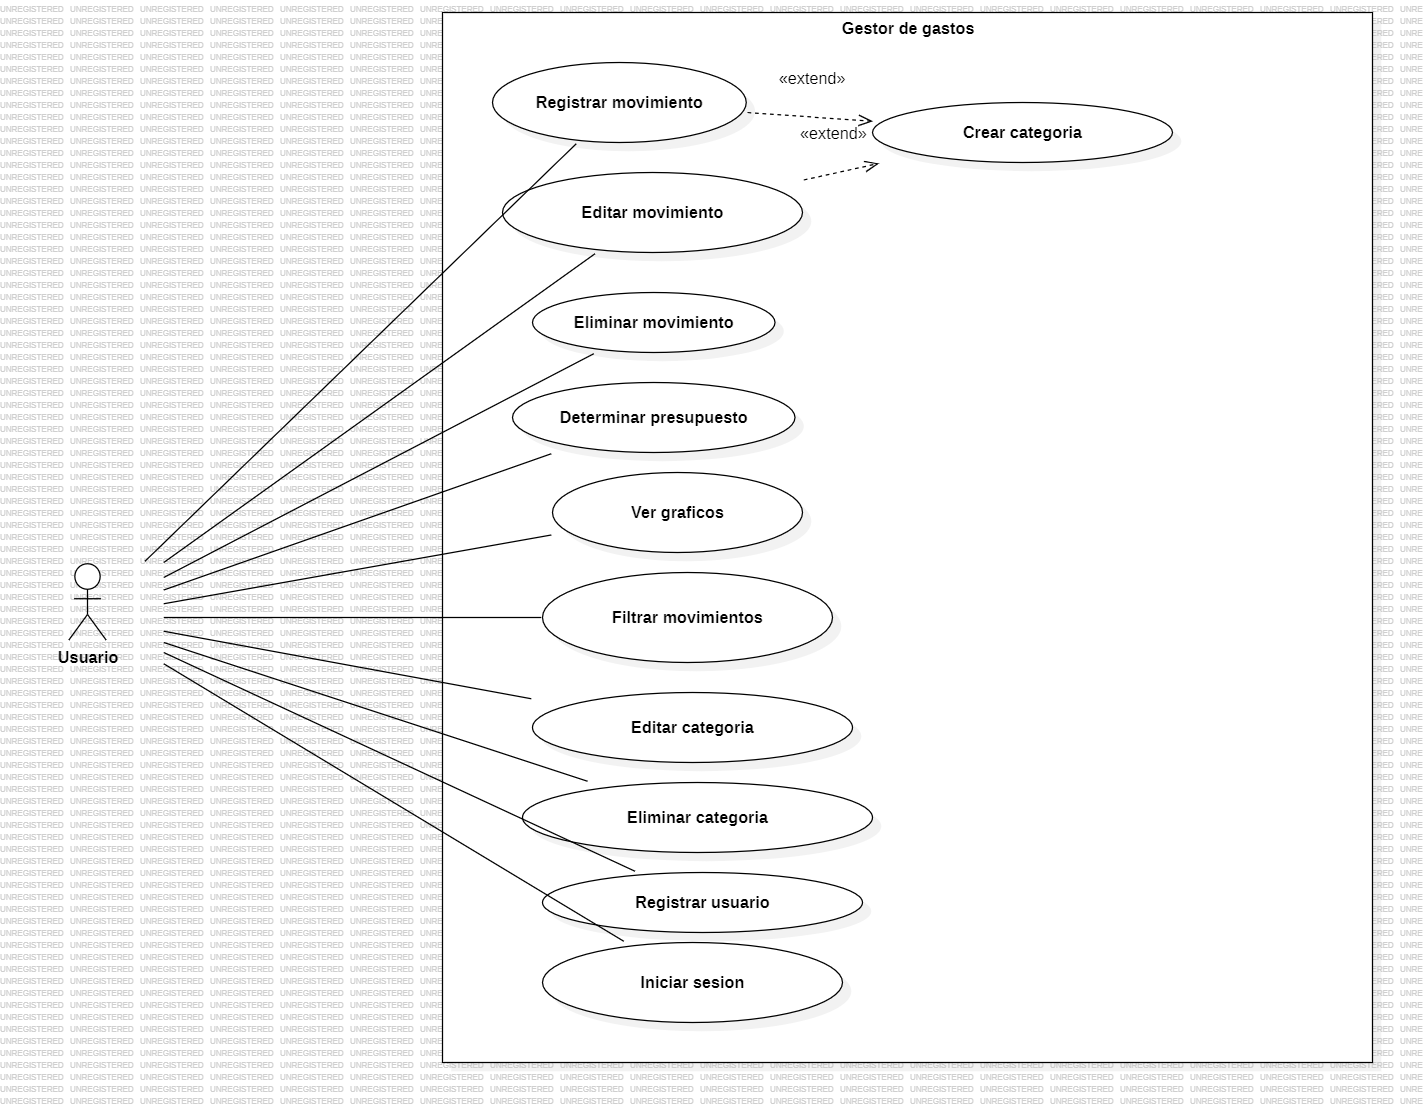 Gestor de gastos
Registrar movimiento
«extend»
«extend»
Crear categoria
Editar movimiento
Eliminar movimiento
Determinar presupuesto
Ver graficos
Usuario
Filtrar movimientos
Editar categoria
Eliminar categoria
Registrar usuario
Iniciar sesion
UNREGISTERED